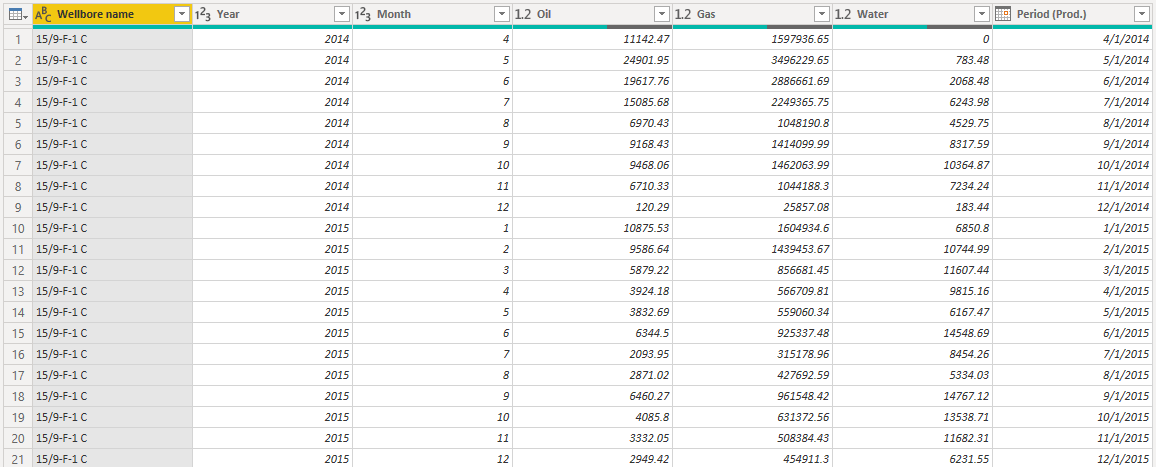 ABC Wellbore name 123 Year 123 Month 1.2 Oil 1.2 Gas 1.2 Water Period (Prod.)
1 15/9-F-1 C 2014 4 11142.47 1597936.65 0 4/1/2014
2 15/9-F-1 C 2014 5 24901.95 3496229.65 783.48 5/1/2014
3 15/9-F-1 C 2014 6 19617.76 2886661.69 2068.48 6/1/2014
4 15/9-F-1 C 2014 7 15085.68 2249365.75 6243.98 7/1/2014
5 15/9-F-1 C 2014 8 6970.43 1048190.8 4529.75 8/1/2014
6 15/9-F-1 C 2014 9 9168.43 1414099.99 8317.59 9/1/2014
7 15/9-F-1 C 2014 10 9468.06 1462063.99 10364.87 10/1/2014
8 15/9-F-1 C 2014 11 6710.33 1044188.3 7234.24 11/1/2014
9 15/9-F-1 C 2014 12 120.29 25857.08 183.44 12/1/2014
10 15/9-F-1 C 2015 1 10875.53 1604934.6 6850.8 1/1/2015
11 15/9-F-1 C 2015 2 9586.64 1439453.67 10744.99 2/1/2015
12 15/9-F-1 C 2015 3 5879.22 856681.45 11607.44 3/1/2015
13 15/9-F-1 C 2015 4 3924.18 566709.81 9815.16 4/1/2015
14 15/9-F-1 C 2015 5 3832.69 559060.34 6167.47 5/1/2015
15 15/9-F-1 C 2015 6 6344.5 925337.48 14548.69 6/1/2015
16 15/9-F-1 C 2015 7 2093.95 315178.96 8454.26 7/1/2015
17 15/9-F-1 C 2015 8 2871.02 427692.59 5334.03 8/1/2015
18 15/9-F-1 C 2015 9 6460.27 961548.42 14767.12 9/1/2015
19 15/9-F-1 C 2015 10 4085.8 631372.56 13538.71 10/1/2015
20 15/9-F-1 C 2015 11 3332.05 508384.43 11682.31 11/1/2015
21 15/9-F-1 C 2015 12 2949.42 454911.3 6231.55 12/1/2015